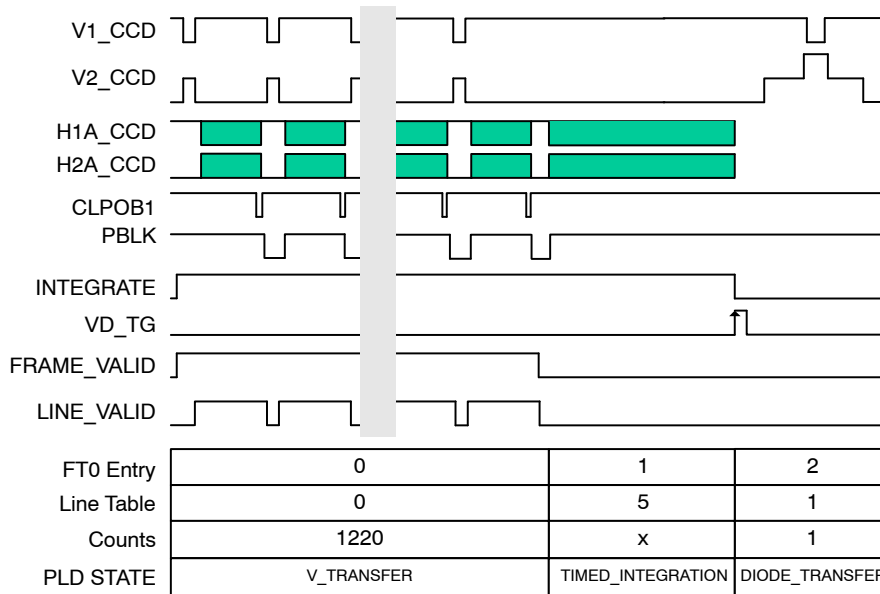 V1_CCD
V2_CCD
H1A_CCD
H2A_CCD
CLPOB1
PBLK
INTEGRATE
VD_TG
FRAME_VALID
LINE_VALID
FT0 Entry 0 1 2
Line Table 0 5 1
Counts 1220 x 1
PLD STATE V_TRANSFER TIMED_INTEGRATION DIODE_TRANSFER